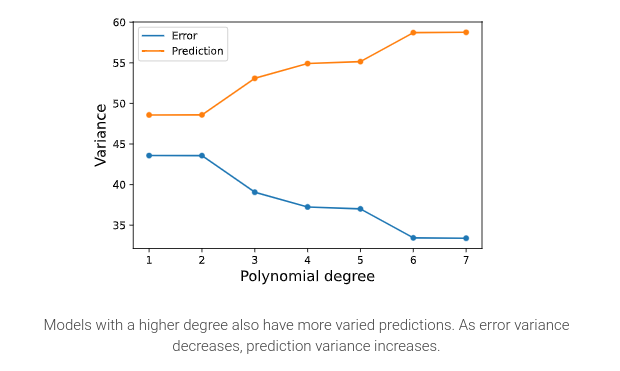 60
55
50
45
40
35
Variance
Error
Prediction
1 2 3 4 5 6 7
Polynomial degree
Models with a higher degree also have more varied predictions. As error variance
decreases, prediction variance increases.